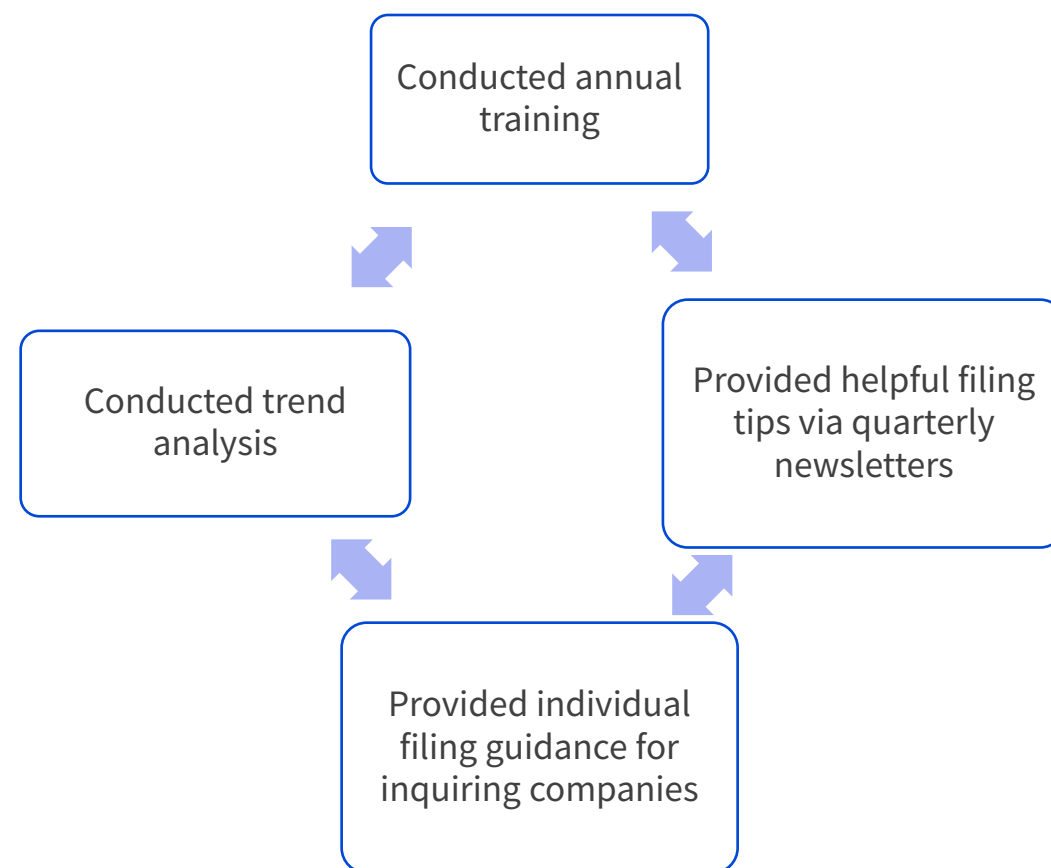 Conducted annual
training
Conducted trend
analysis
Provided helpful filing
tips via quarterly
newsletters
Provided individual
filing guidance for
inquiring companies